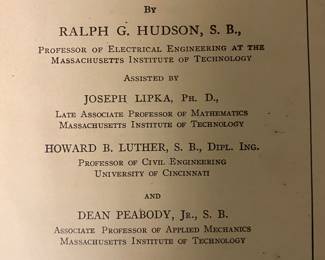 By
RALPH G. HUDSON, S. B.,
Professor of Electrical Engineering at the
Massachusetts Institute of Technology
Assisted by
JOSEPH LIPKA, Ph. D.,
Late Associate Professor of Mathematics
Massachusetts Institute of Technology
HOWARD B. LUTHER, S. B., Dipl. Ing.
Professor of Civil Engineering
University of Cincinnati
and
DEAN PEABODY, Jr., S. B.
Associate Professor of Applied Mechanics
Massachusetts Institute of Technology